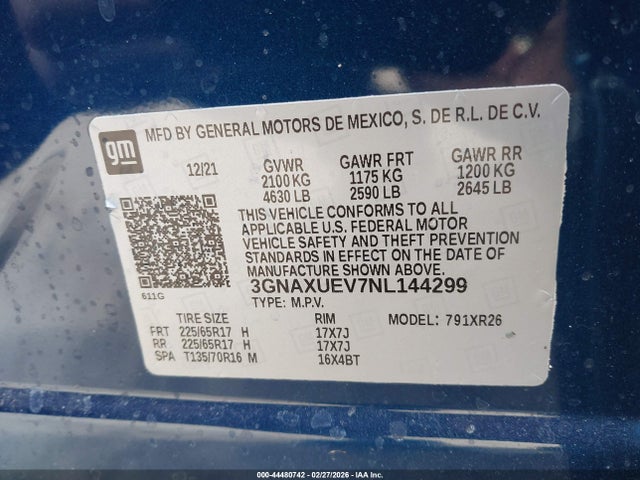 gm
MFD BY GENERAL MOTORS DE MEXICO, S. DE R.L. DE C.V.
12/21 GVWR GAWR FRT GAWR RR
2100 KG 1175 KG 1200 KG
4630 LB 2590 LB 2645 LB
THIS VEHICLE CONFORMS TO ALL
APPLICABLE U.S. FEDERAL MOTOR
VEHICLE SAFETY AND THEFT PREVENTION
STANDARDS IN EFFECT ON THE DATE OF
MANUFACTURE SHOWN ABOVE.
611G
3GNAXUEV7NL144299
TYPE: M.P.V.
TIRE SIZE RIM MODEL: 791XR26
FRT 225/65R17 H 17X7J
RR 225/65R17 H 17X7J
SPA T135/70R16 M 16X4BT
000-44480742 - 02/27/2026 - IAA Inc.